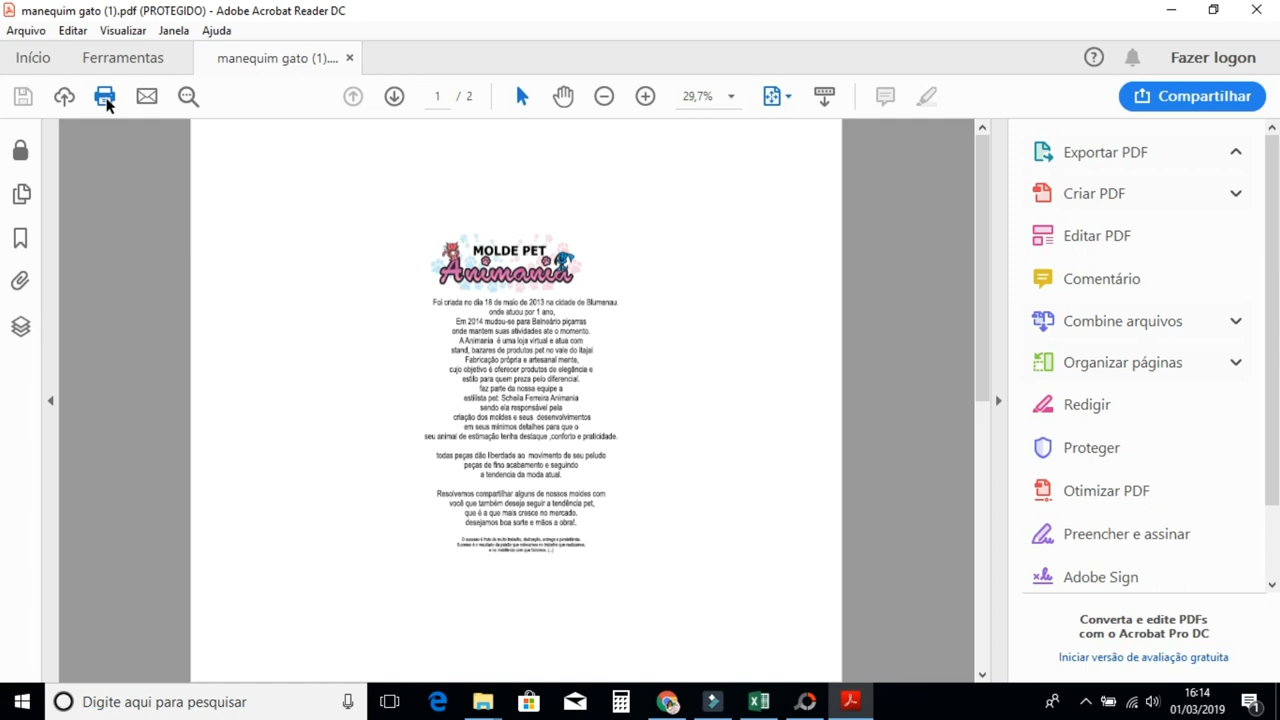 manequim gato (1).pdf (PROTEGIDO) - Adobe Acrobat Reader DC
Arquivo Editar Visualizar Janela Ajuda
Início Ferramentas manequim gato (1).... × Fazer logon
1 / 2 29,7% Compartilhar
MOLDE PET
Animania
Foi criada no dia 18 de maio de 2013 na cidade de Blumenau.
onde atuou por 1 ano,
Em 2014 mudou-se para Balneário piçarras
onde mantem suas atividades ate o momento.
A Animania é uma loja virtual e atua com
stand, bazares de produtos pet no vale do Itajaí
Fabricação própria e artesanal mente,
cujo objetivo é oferecer produtos de elegância e
estilo para quem preza pelo diferencial.
faz parte da nossa equipe a
estilista pet: Scheila Ferreira Animania
sendo ela responsável pela
criação dos moldes e seus desenvolvimentos
em seus mínimos detalhes para que o
seu animal de estimação tenha destaque ,conforto e praticidade.
todas peças dão liberdade ao movimento de seu peludo
peças de fino acabamento e seguindo
a tendencia da moda atual.
Resolvemos compartilhar alguns de nossos moldes com
você que também deseja seguir a tendência pet,
que é a que mais cresce no mercado.
desejamos boa sorte e mãos a obra!.
O sucesso é fruto de muito trabalho, dedicação, entrega e persistência.
Exportar PDF
Criar PDF
Editar PDF
Comentário
Combine arquivos
Organizar páginas
Redigir
Proteger
Otimizar PDF
Preencher e assinar
Adobe Sign
Converta e edite PDFs
com o Acrobat Pro DC
Iniciar versão de avaliação gratuita
Digite aqui para pesquisar
16:14
01/03/2019
1